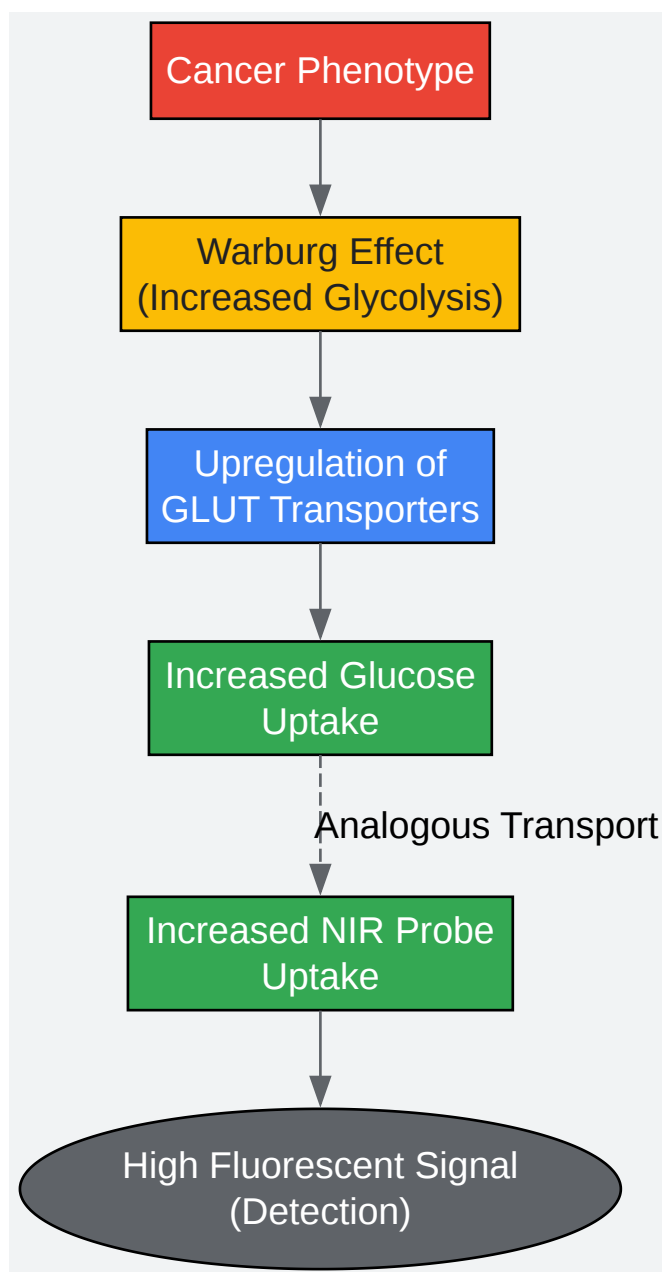 Cancer Phenotype
Warburg Effect
(Increased Glycolysis)
Upregulation of
GLUT Transporters
Increased Glucose
Uptake
Analogous Transport
Increased NIR Probe
Uptake
High Fluorescent Signal
(Detection)